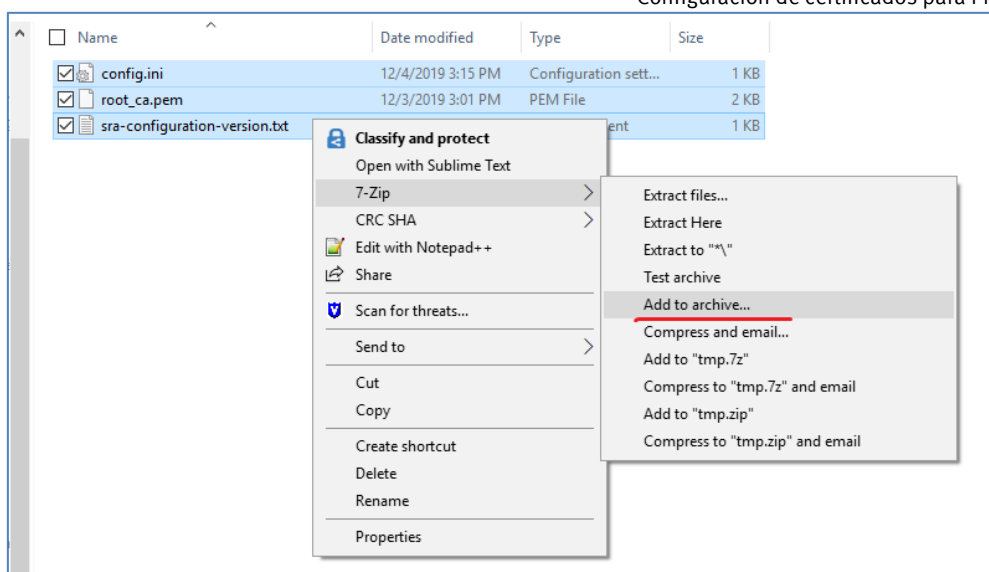 Configuración de certificados para
Name Date modified Type Size
config.ini 12/4/2019 3:15 PM Configuration sett... 1 KB
root_ca.pem 12/3/2019 3:01 PM PEM File 2 KB
sra-configuration-version.txt ent 1 KB
Classify and protect
Open with Sublime Text
7-Zip
CRC SHA
Edit with Notepad++
Share
Scan for threats...
Send to
Cut
Copy
Create shortcut
Delete
Rename
Properties
Extract files...
Extract Here
Extract to "*\"
Test archive
Add to archive...
Compress and email...
Add to "tmp.7z"
Compress to "tmp.7z" and email
Add to "tmp.zip"
Compress to "tmp.zip" and email